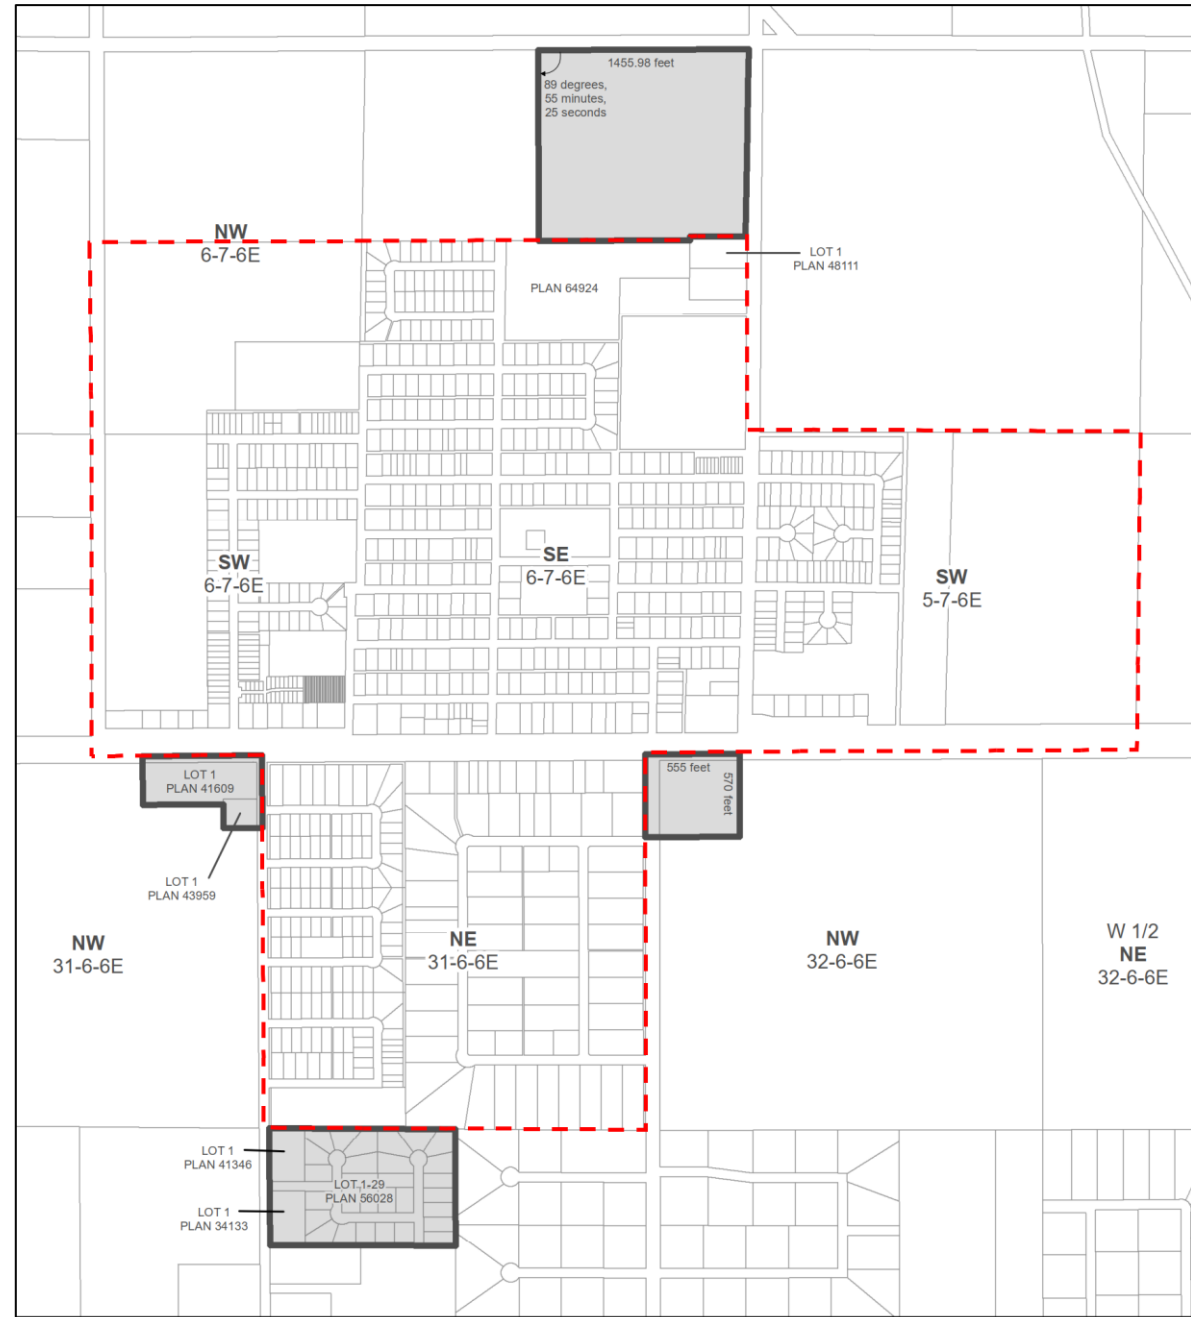 1455.98 feet
89 degrees,
55 minutes,
25 seconds
NW
6-7-6E
LOT 1
PLAN 48111
PLAN 64924
SW
6-7-6E
SE
6-7-6E
SW
5-7-6E
LOT 1
PLAN 41609
555 feet
570 feet
LOT 1
PLAN 43959
NW
31-6-6E
NE
31-6-6E
NW
32-6-6E
W 1/2
NE
32-6-6E
LOT 1
PLAN 41346
LOT 1-29
PLAN 56028
LOT 1
PLAN 34133